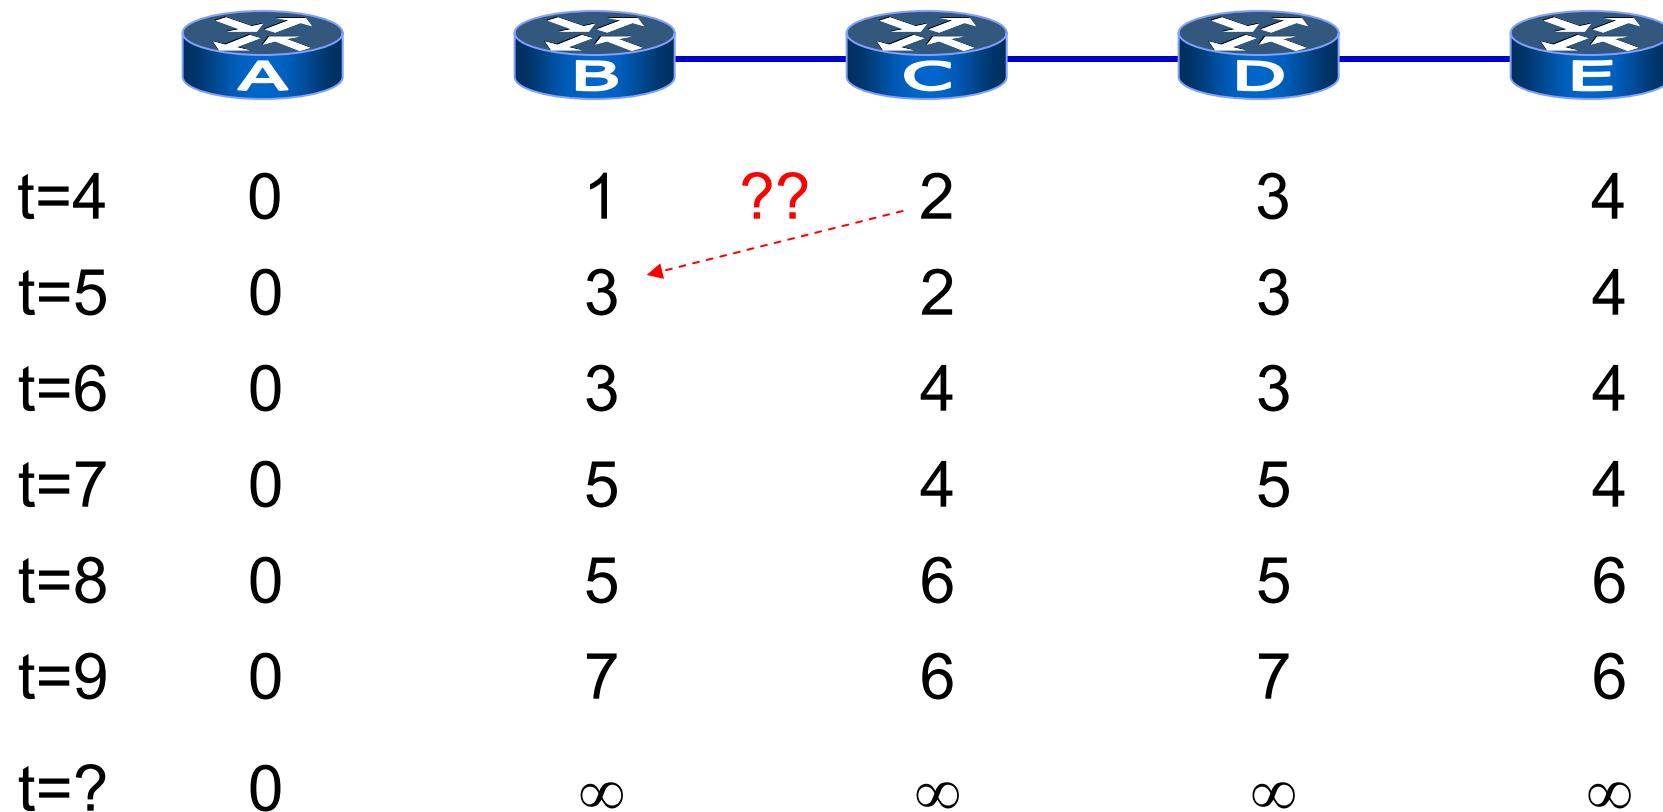 A B C D E
t=4 0 1 ?? 2 3 4
t=5 0 3 2 3 4
t=6 0 3 4 3 4
t=7 0 5 4 5 4
t=8 0 5 6 5 6
t=9 0 7 6 7 6
t=? 0 ∞ ∞ ∞ ∞